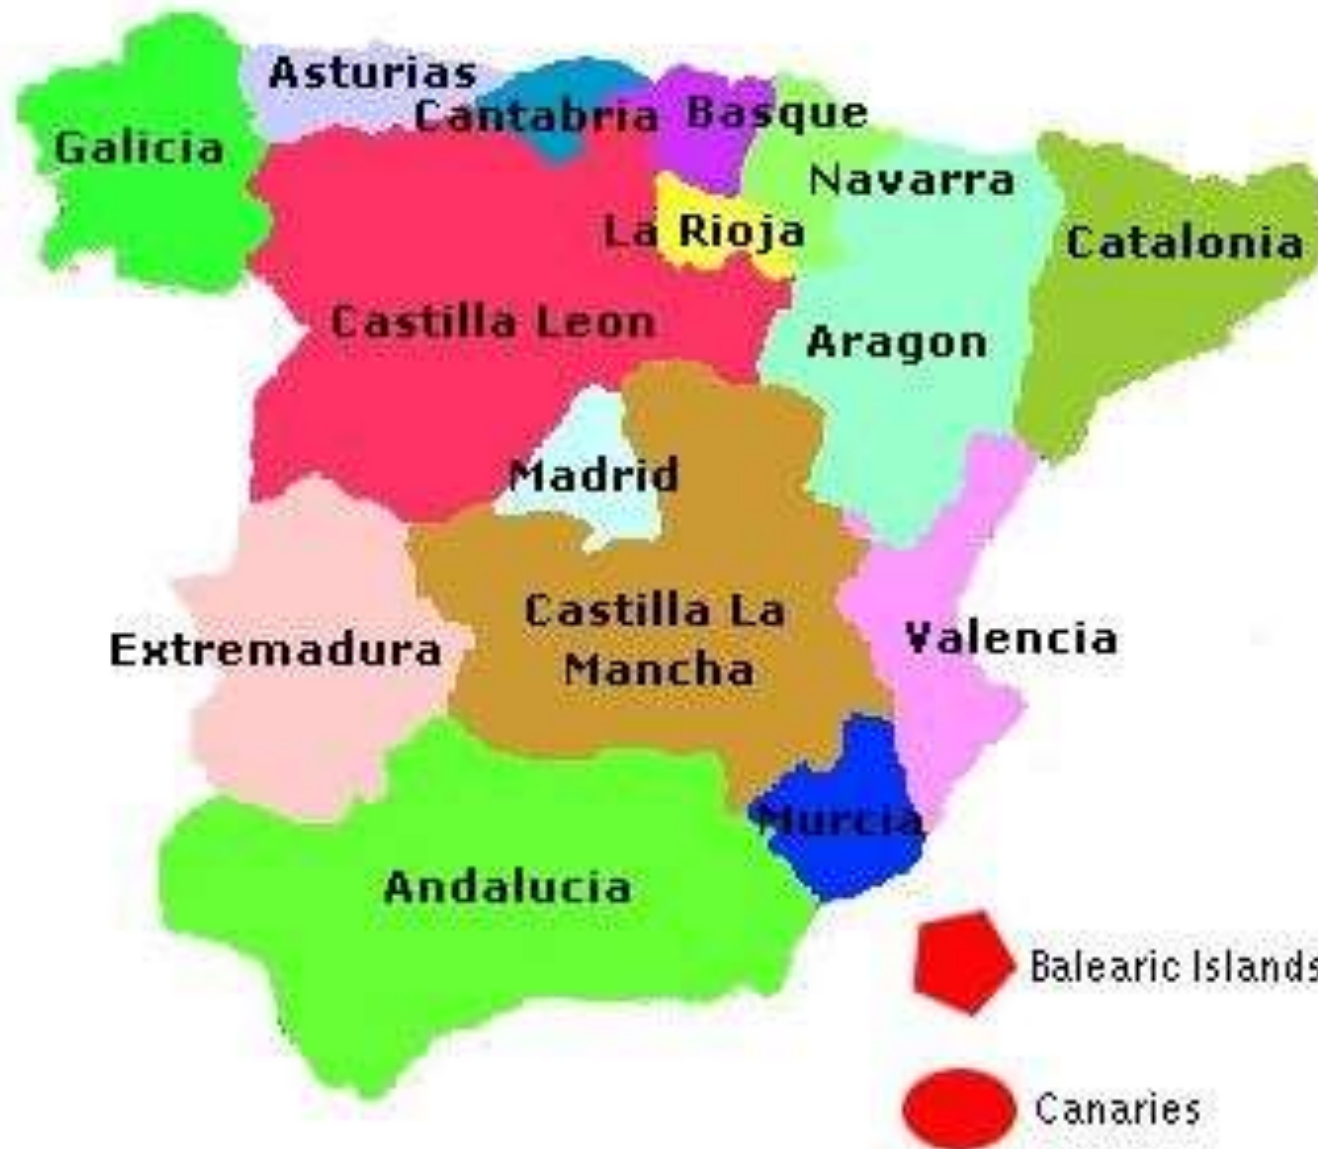 Asturias
Cantabria
Basque
Galicia
Navarra
La Rioja
Catalonia
Castilla Leon
Aragon
Madrid
Castilla La
Mancha
Extremadura
Valencia
Murcia
Andalucia
Balearic Islands
Canaries